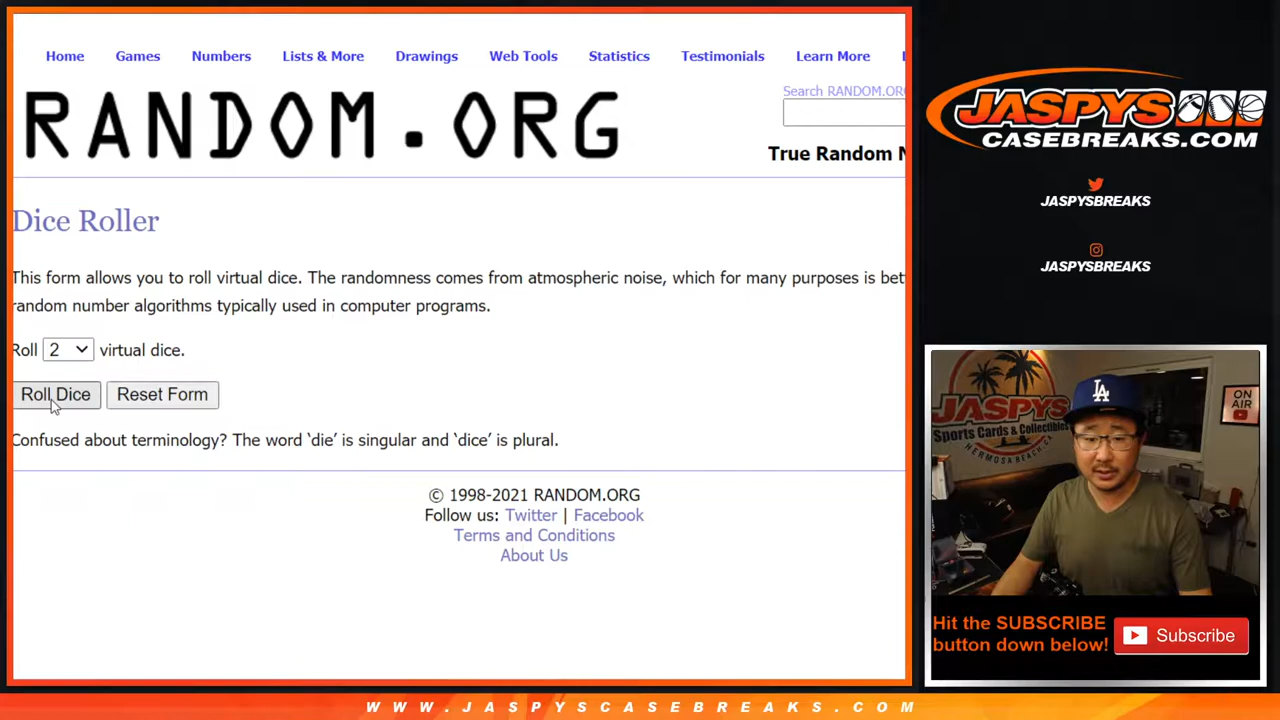 Home Games Numbers Lists & More Drawings Web Tools Statistics Testimonials Learn More
Search RANDOM.ORG
RANDOM.ORG
True Random N
Dice Roller
This form allows you to roll virtual dice. The randomness comes from atmospheric noise, which for many purposes is bet
random number algorithms typically used in computer programs.
Roll 2 virtual dice.
Roll Dice Reset Form
Confused about terminology? The word ‘die’ is singular and ‘dice’ is plural.
© 1998-2021 RANDOM.ORG
Follow us: Twitter | Facebook
Terms and Conditions
About Us
JASPYS
CASEBREAKS.COM
JASPYSBREAKS
JASPYSBREAKS
JASPYS
Sports Cards & Collectibles
HERMOSA BEACH, CA
LA
ON
AIR
Hit the SUBSCRIBE
button down below!
Subscribe
WWW.JASPYSCASEBREAKS.COM